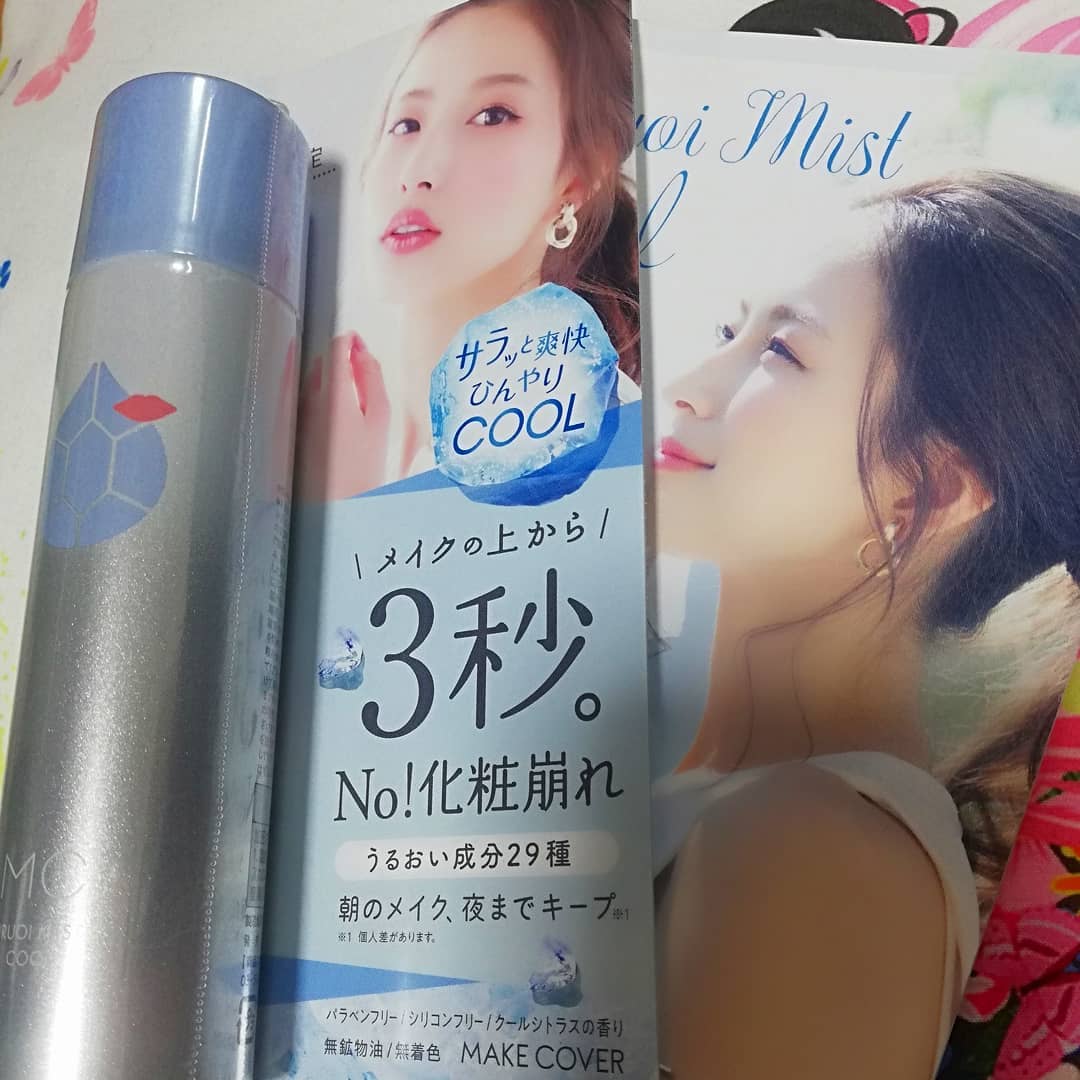 サラッと爽快
ひんやり
COOL
\ メイクの上から /
3秒。
No!化粧崩れ
うるおい成分29種
朝のメイク、夜までキープ※1
※1 個人差があります。
パラベンフリー/シリコンフリー/クールシトラスの香り
無鉱物油/無着色 MAKE COVER
uoi Mist
l
MC
RUOI MIS
COO